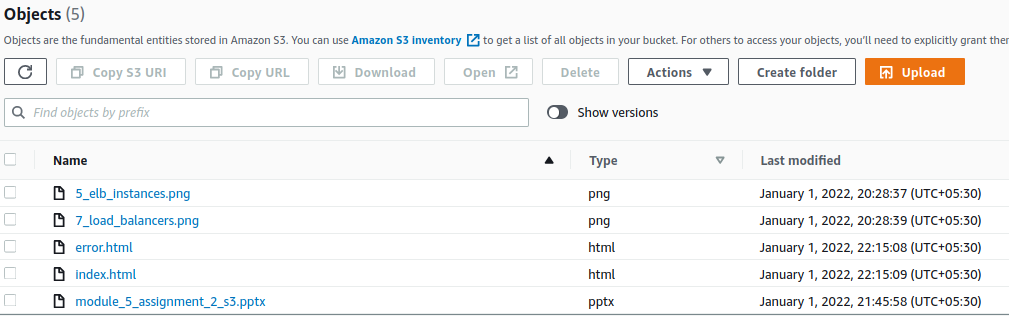 Objects (5)
Objects are the fundamental entities stored in Amazon S3. You can use Amazon S3 inventory to get a list of all objects in your bucket. For others to access your objects, you'll need to explicitly grant
Copy S3 URI Copy URL Download Open Delete Actions Create folder Upload
Find objects by prefix Show versions
Name Type Last modified
5_elb_instances.png png January 1, 2022, 20:28:37 (UTC+05:30)
7_load_balancers.png png January 1, 2022, 20:28:39 (UTC+05:30)
error.html html January 1, 2022, 22:15:08 (UTC+05:30)
index.html html January 1, 2022, 22:15:09 (UTC+05:30)
module_5_assignment_2_s3.pptx pptx January 1, 2022, 21:45:58 (UTC+05:30)